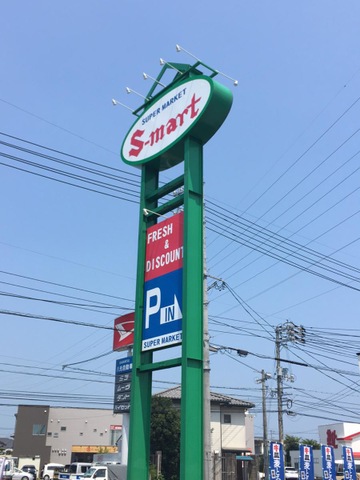 SUPER MARKET
S-mart
FRESH
&
DISCOUNT
P IN
SUPER MARKET